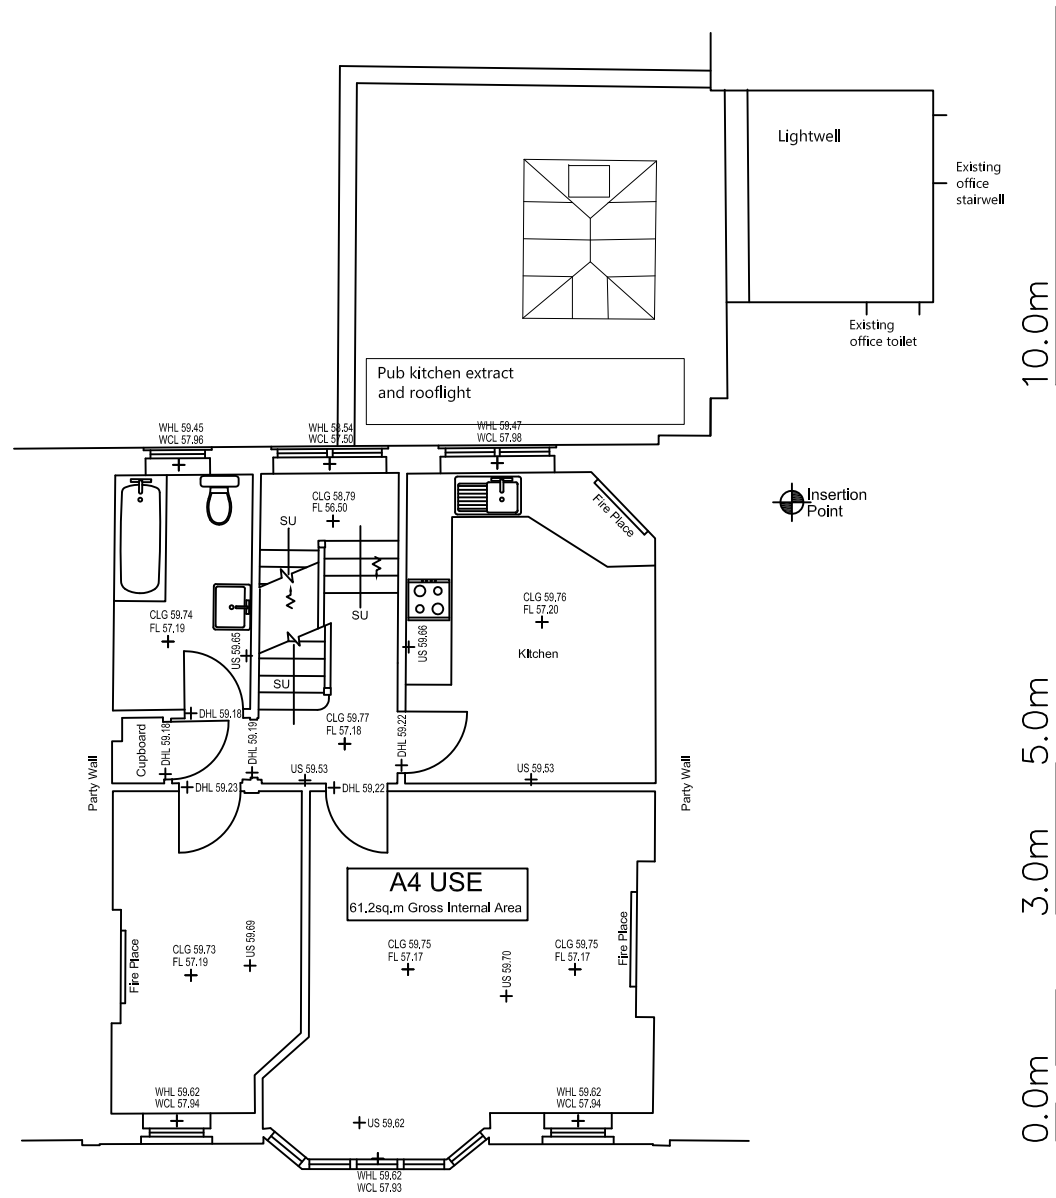 Lightwell
Existing
office
stairwell
10.0m
Existing
office toilet
Pub kitchen extract
and rooflight
WHL 59.45
WCL 57.96
WCL 57.50
WHL 59.47
WCL 57.98
CLG 58.79
FL 56.50
SU
Fire Place
Insertion
Point
CLG 59.74
FL 57.19
US 59.65
SU
US 59.66
CLG 59.76
FL 57.20
Kitchen
SU
DHL 59.18
CLG 59.77
FL 57.18
5.0m
Cupboard
DHL 59.18
DHL 59.19
DHL 59.22
US 59.53
US 59.53
Party Wall
DHL 59.23
DHL 59.22
Party Wall
3.0m
A4 USE
61.2sq.m Gross Internal Area
Fire Place
CLG 59.73
FL 57.19
US 59.69
CLG 59.75
FL 57.17
US 59.70
CLG 59.75
FL 57.17
Fire Place
WHL 59.62
WCL 57.94
US 59.62
WHL 59.62
WCL 57.94
0.0m
WHL 59.62
WCL 57.93